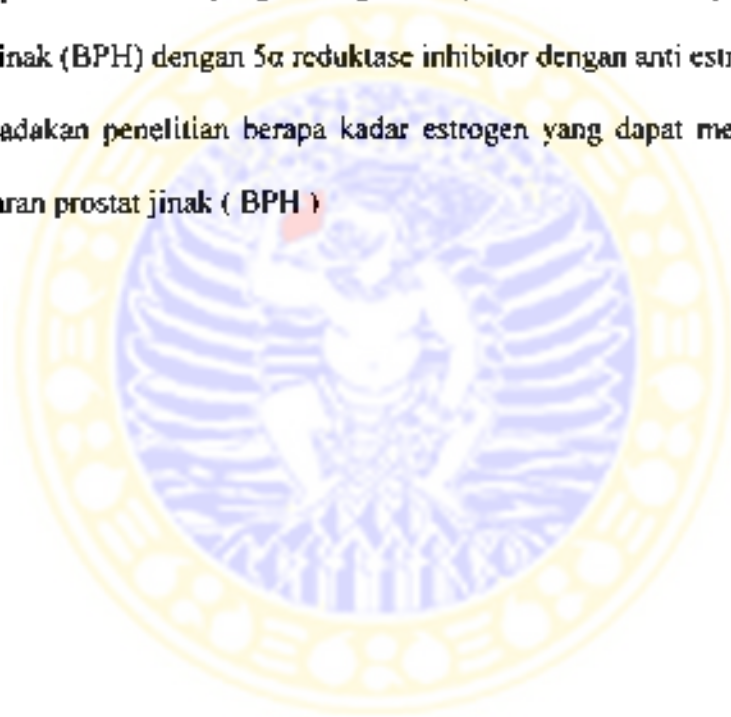 inak (BPH) dengan 5α reduktase inhibitor dengan anti estr
adakan penelitian berapa kadar estrogen yang dapat me
aran prostat jinak ( BPH )